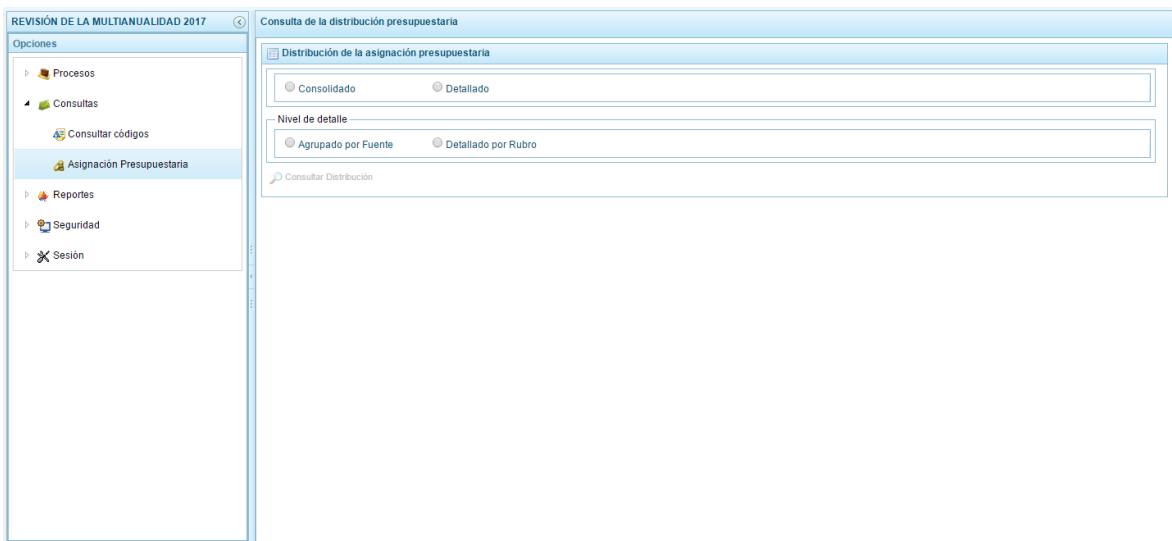 REVISIÓN DE LA MULTIANUALIDAD 2017
Opciones
Procesos
Consultas
Consultar códigos
Asignación Presupuestaria
Reportes
Seguridad
Sesión
Consulta de la distribución presupuestaria
Distribución de la asignación presupuestaria
Consolidado Detallado
Nivel de detalle
Agrupado por Fuente Detallado por Rubro
Consultar Distribución